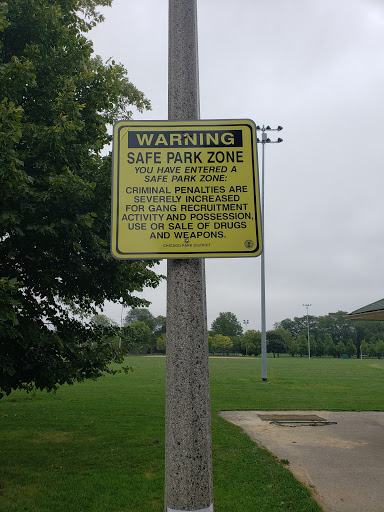 WARNING
SAFE PARK ZONE
YOU HAVE ENTERED A
SAFE PARK ZONE:
CRIMINAL PENALTIES ARE
SEVERELY INCREASED
FOR GANG RECRUITMENT
ACTIVITY AND POSSESSION,
USE OR SALE OF DRUGS
AND WEAPONS.
CHICAGO PARK DISTRICT